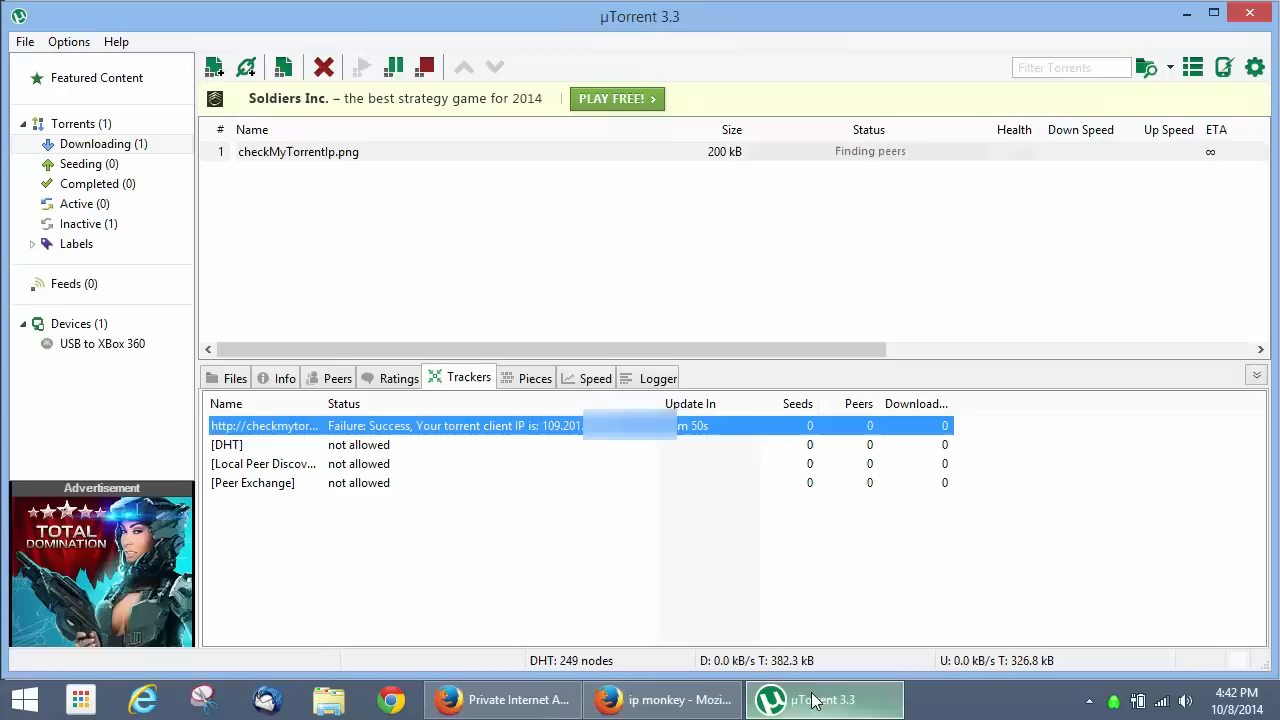 µTorrent 3.3
File Options Help
Featured Content
Filter Torrents
Soldiers Inc. – the best strategy game for 2014 PLAY FREE!
# Name Size Status Health Down Speed Up Speed ETA
1 checkMyTorrentIp.png 200 kB Finding peers ∞
Torrents (1)
Downloading (1)
Seeding (0)
Completed (0)
Active (0)
Inactive (1)
Labels
Feeds (0)
Devices (1)
USB to XBox 360
Files Info Peers Ratings Trackers Pieces Speed Logger
Name Status Update In Seeds Peers Download...
http://checkmytor... Failure: Success, Your torrent client IP is: 109.201. m 50s 0 0 0
[DHT] not allowed 0 0 0
[Local Peer Discov... not allowed 0 0 0
[Peer Exchange] not allowed 0 0 0
Advertisement
TOTAL
DOMINATION
DHT: 249 nodes D: 0.0 kB/s T: 382.3 kB U: 0.0 kB/s T: 326.8 kB
Private Internet A... ip monkey - Mozi... µTorrent 3.3
4:42 PM
10/8/2014